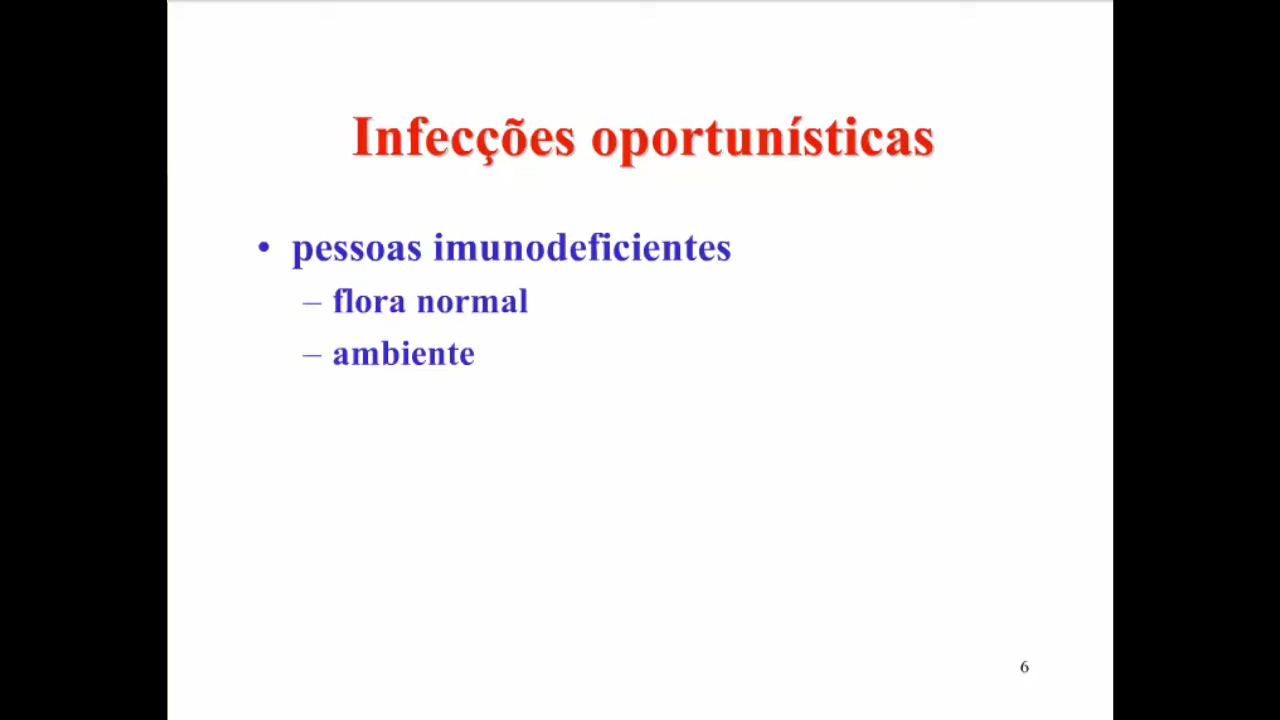 Infecções oportunísticas
• pessoas imunodeficientes
– flora normal
– ambiente
6